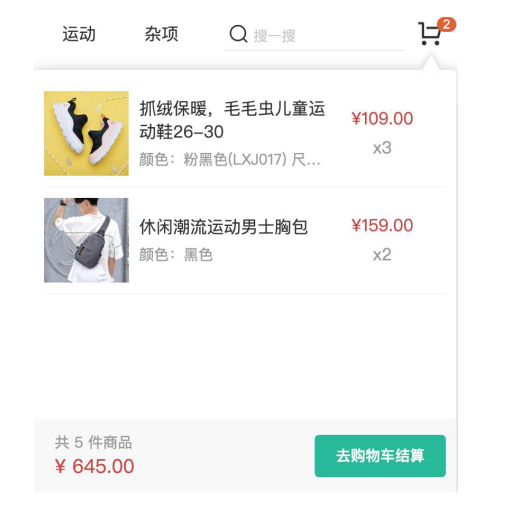 运动 杂项 搜一搜 2
抓绒保暖，毛毛虫儿童运
动鞋26-30
¥109.00
颜色：粉黑色(LXJ017) 尺...
x3
休闲潮流运动男士胸包
¥159.00
颜色：黑色
x2
共 5 件商品
¥ 645.00
去购物车结算